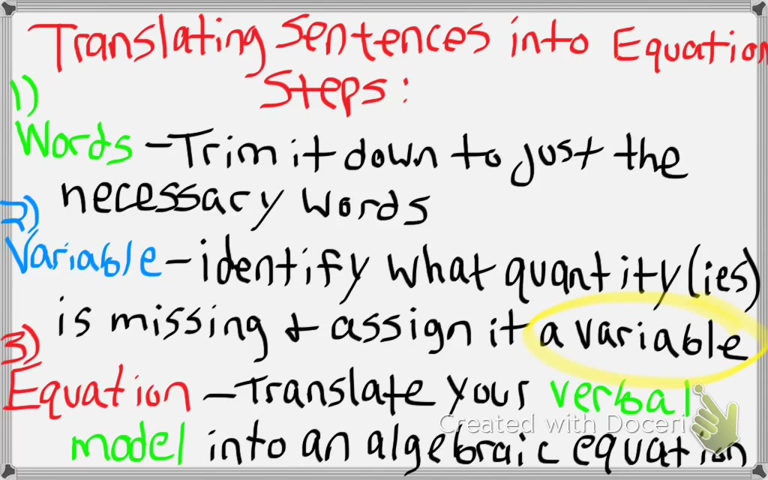 Translating Sentences into Equation
Steps:
1)
Words - Trim it down to just the
necessary words
2)
Variable - identify what quantity(ies)
is missing + assign it a variable
3)
Equation - Translate your verbal
Created with Doceri
model into an algebraic equation